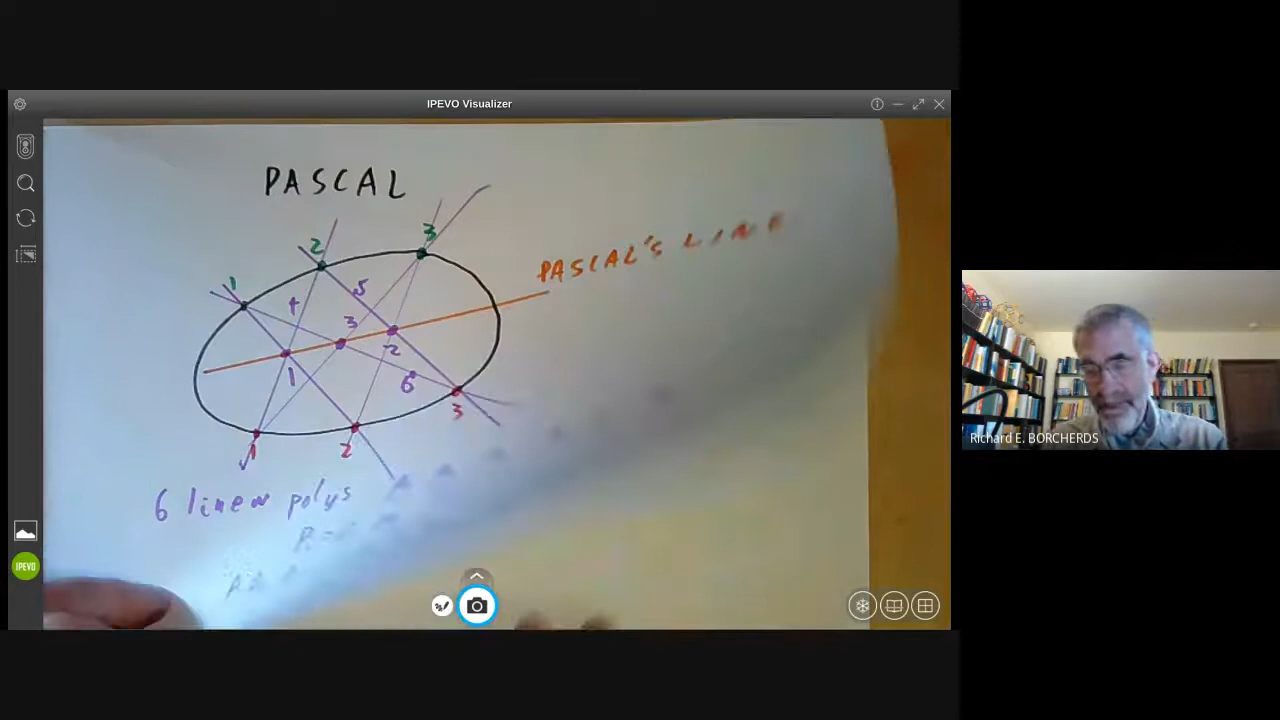 IPEVO Visualizer
PASCAL
1 2 3
PASCAL'S LINE
5
3
2
1
6
1 2 3
6 linear polys
IPEVO
Richard E. BORCHERDS